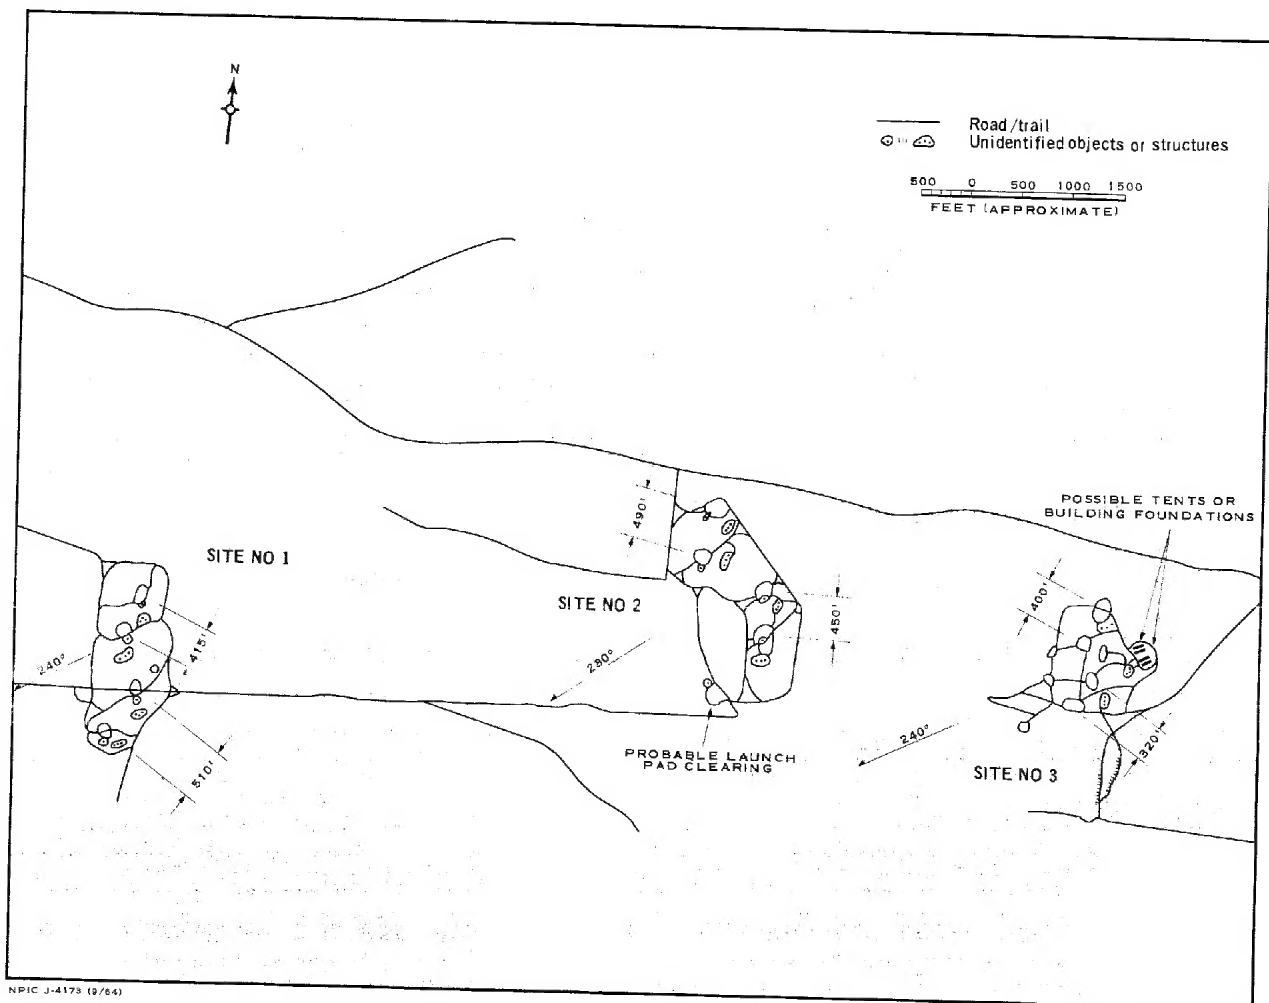 N
Road/trail
Unidentified objects or structures
500 0 500 1000 1500
FEET (APPROXIMATE)
POSSIBLE TENTS OR
BUILDING FOUNDATIONS
490'
SITE NO 1
SITE NO 2
400'
450'
415'
240°
280°
510'
PROBABLE LAUNCH
PAD CLEARING
240°
SITE NO 3
320'
NPIC J-4173 (9/64)